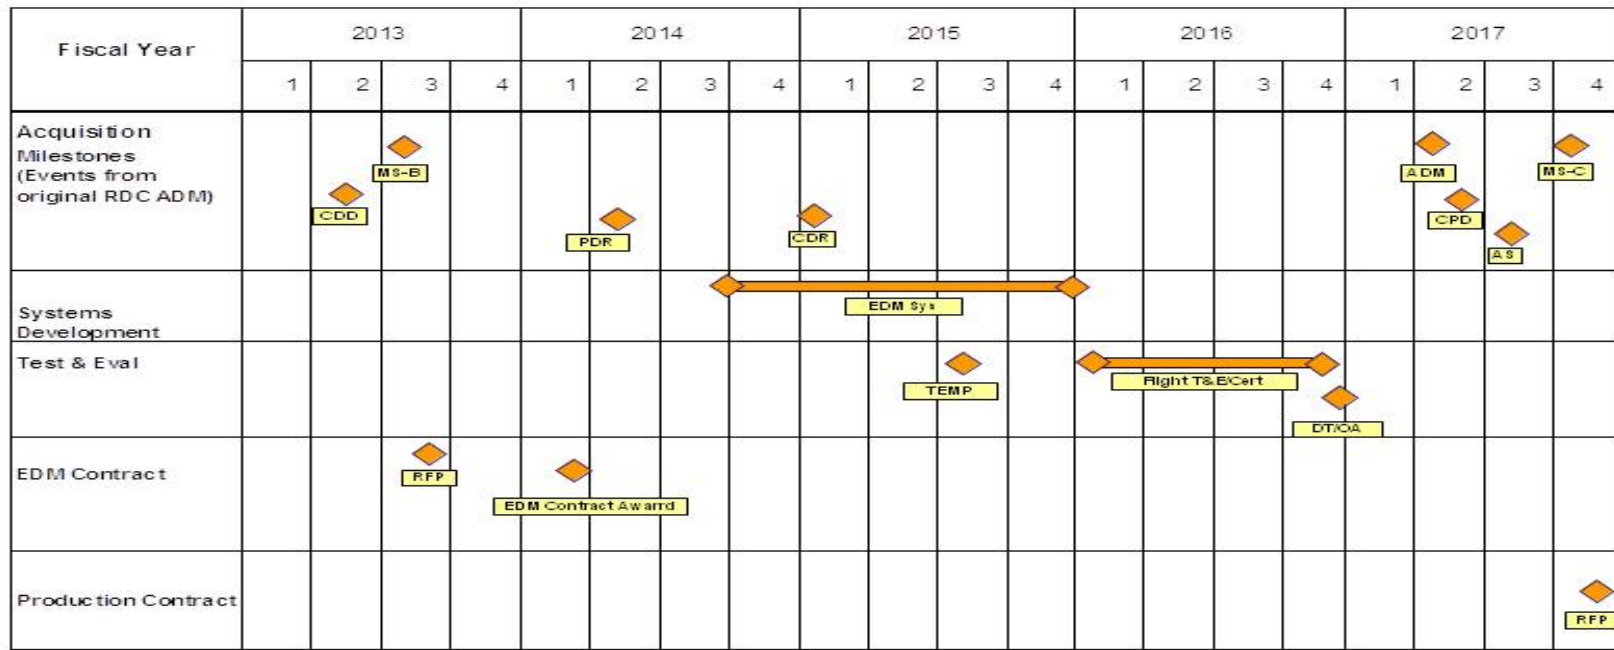 Fiscal Year
2013 2014 2015 2016 2017
1 2 3 4 1 2 3 4 1 2 3 4 1 2 3 4 1 2 3 4
Acquisition
Milestones
(Events from
original RDC ADM)
MS-B
ADM
MS-C
CDD
CPD
PDR
CDR
AS
Systems
Development
EDM Sys
Test & Eval
TEMP
Flight T&E/Cert
DT/OA
EDM Contract
RFP
EDM Contract Awarrd
Production Contract
RFP